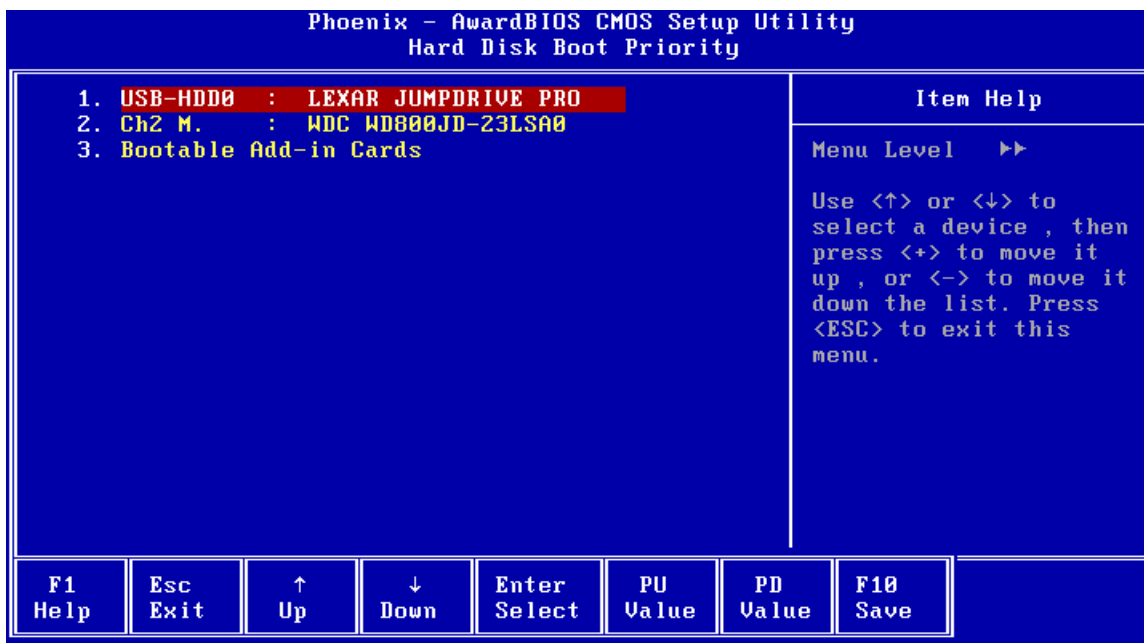 Phoenix - AwardBIOS CMOS Setup Utility
Hard Disk Boot Priority
1. USB-HDD0 : LEXAR JUMPDRIVE PRO
2. Ch2 M. : WDC WD800JD-23LSA0
3. Bootable Add-in Cards
Item Help
Menu Level ►►
Use <↑> or <↓> to
select a device , then
press <+> to move it
up , or <-> to move it
down the list. Press
<ESC> to exit this
menu.
F1 Esc ↑ ↓ Enter PU PD F10
Help Exit Up Down Select Value Value Save